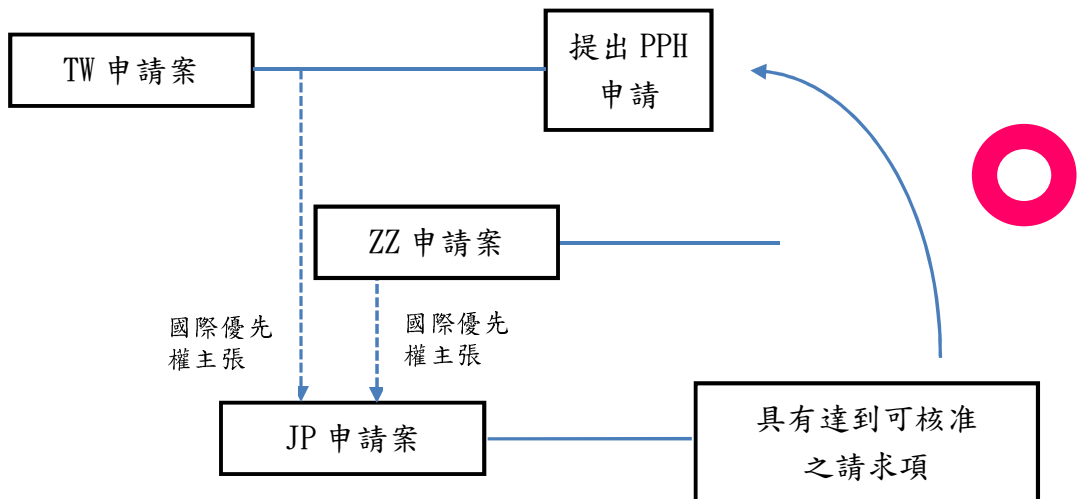 TW 申請案
提出 PPH
申請
ZZ 申請案
國際優先
權主張
國際優先
權主張
JP 申請案
具有達到可核准
之請求項